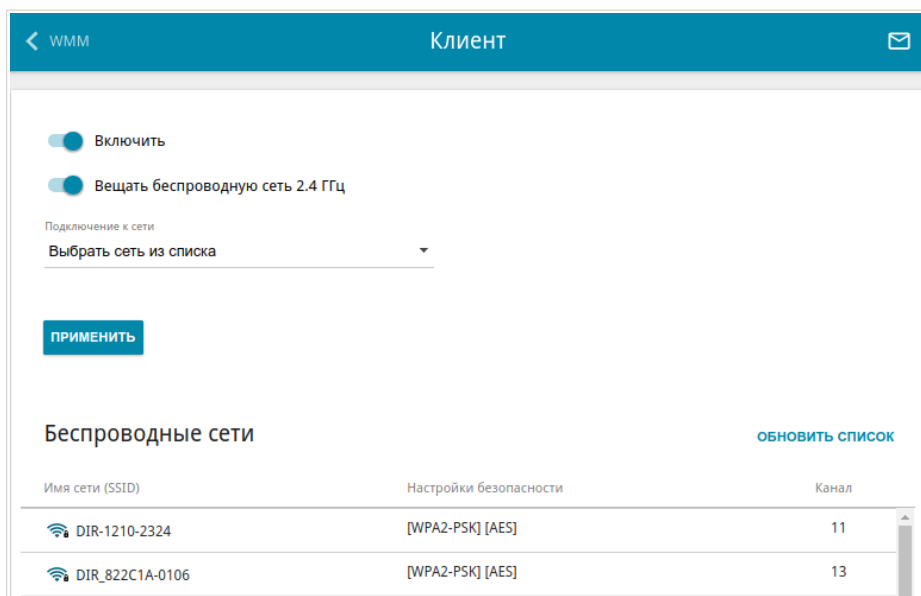 WMM Клиент
Включить
Вещать беспроводную сеть 2.4 ГГц
Подключение к сети
Выбрать сеть из списка
ПРИМЕНИТЬ
Беспроводные сети ОБНОВИТЬ СПИСОК
Имя сети (SSID) Настройки безопасности Канал
DIR-1210-2324 [WPA2-PSK] [AES] 11
DIR_822C1A-0106 [WPA2-PSK] [AES] 13